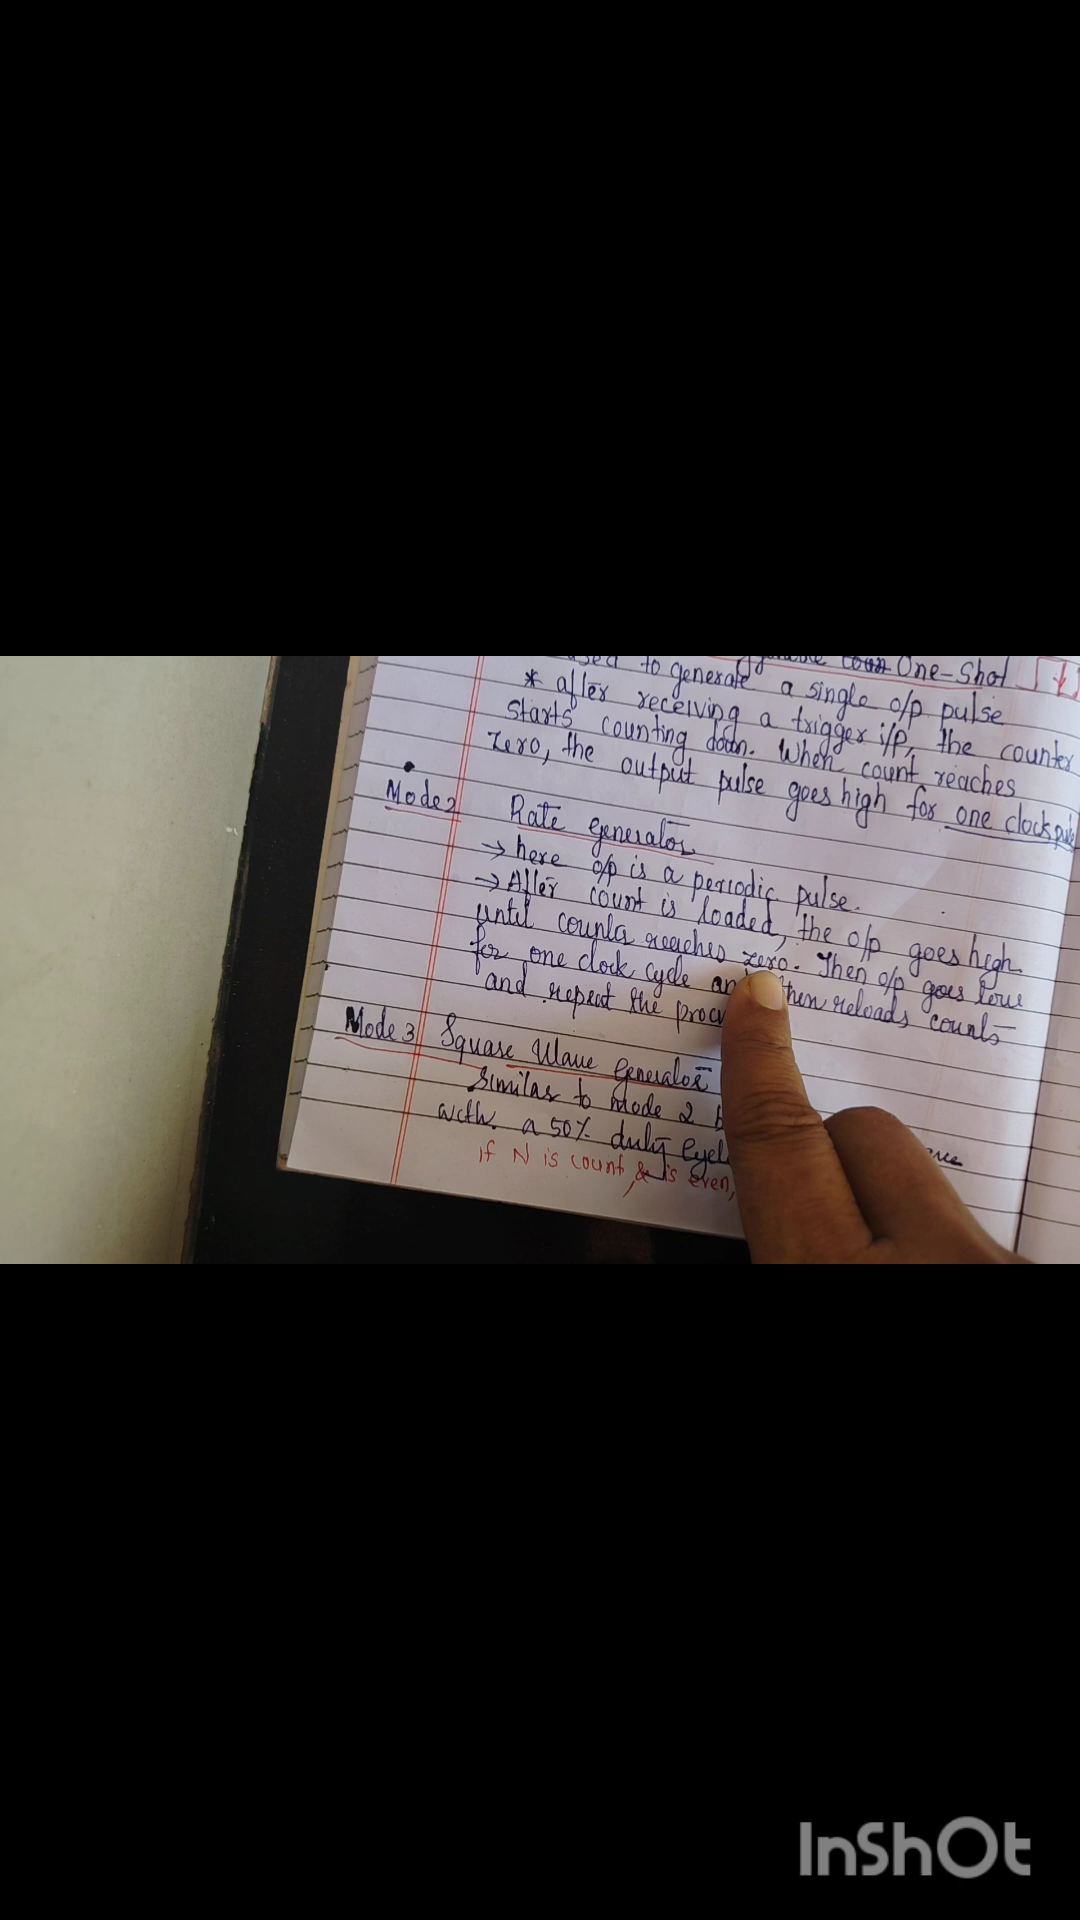 used to generate a single o/p pulse One-Shot
* after receiving a trigger i/p, the counter
starts counting down. When count reaches
zero, the output pulse goes high for one clock
Mode 2 Rate generator
→ here o/p is a periodic pulse.
→ After count is loaded, the o/p goes high
until counter reaches zero. Then o/p goes low
for one clock cycle and then reloads counts
and repeat the
Mode 3 Square Wave Generator
Similar to mode 2
with a 50% duty
if N is count, & is even,
InShOt